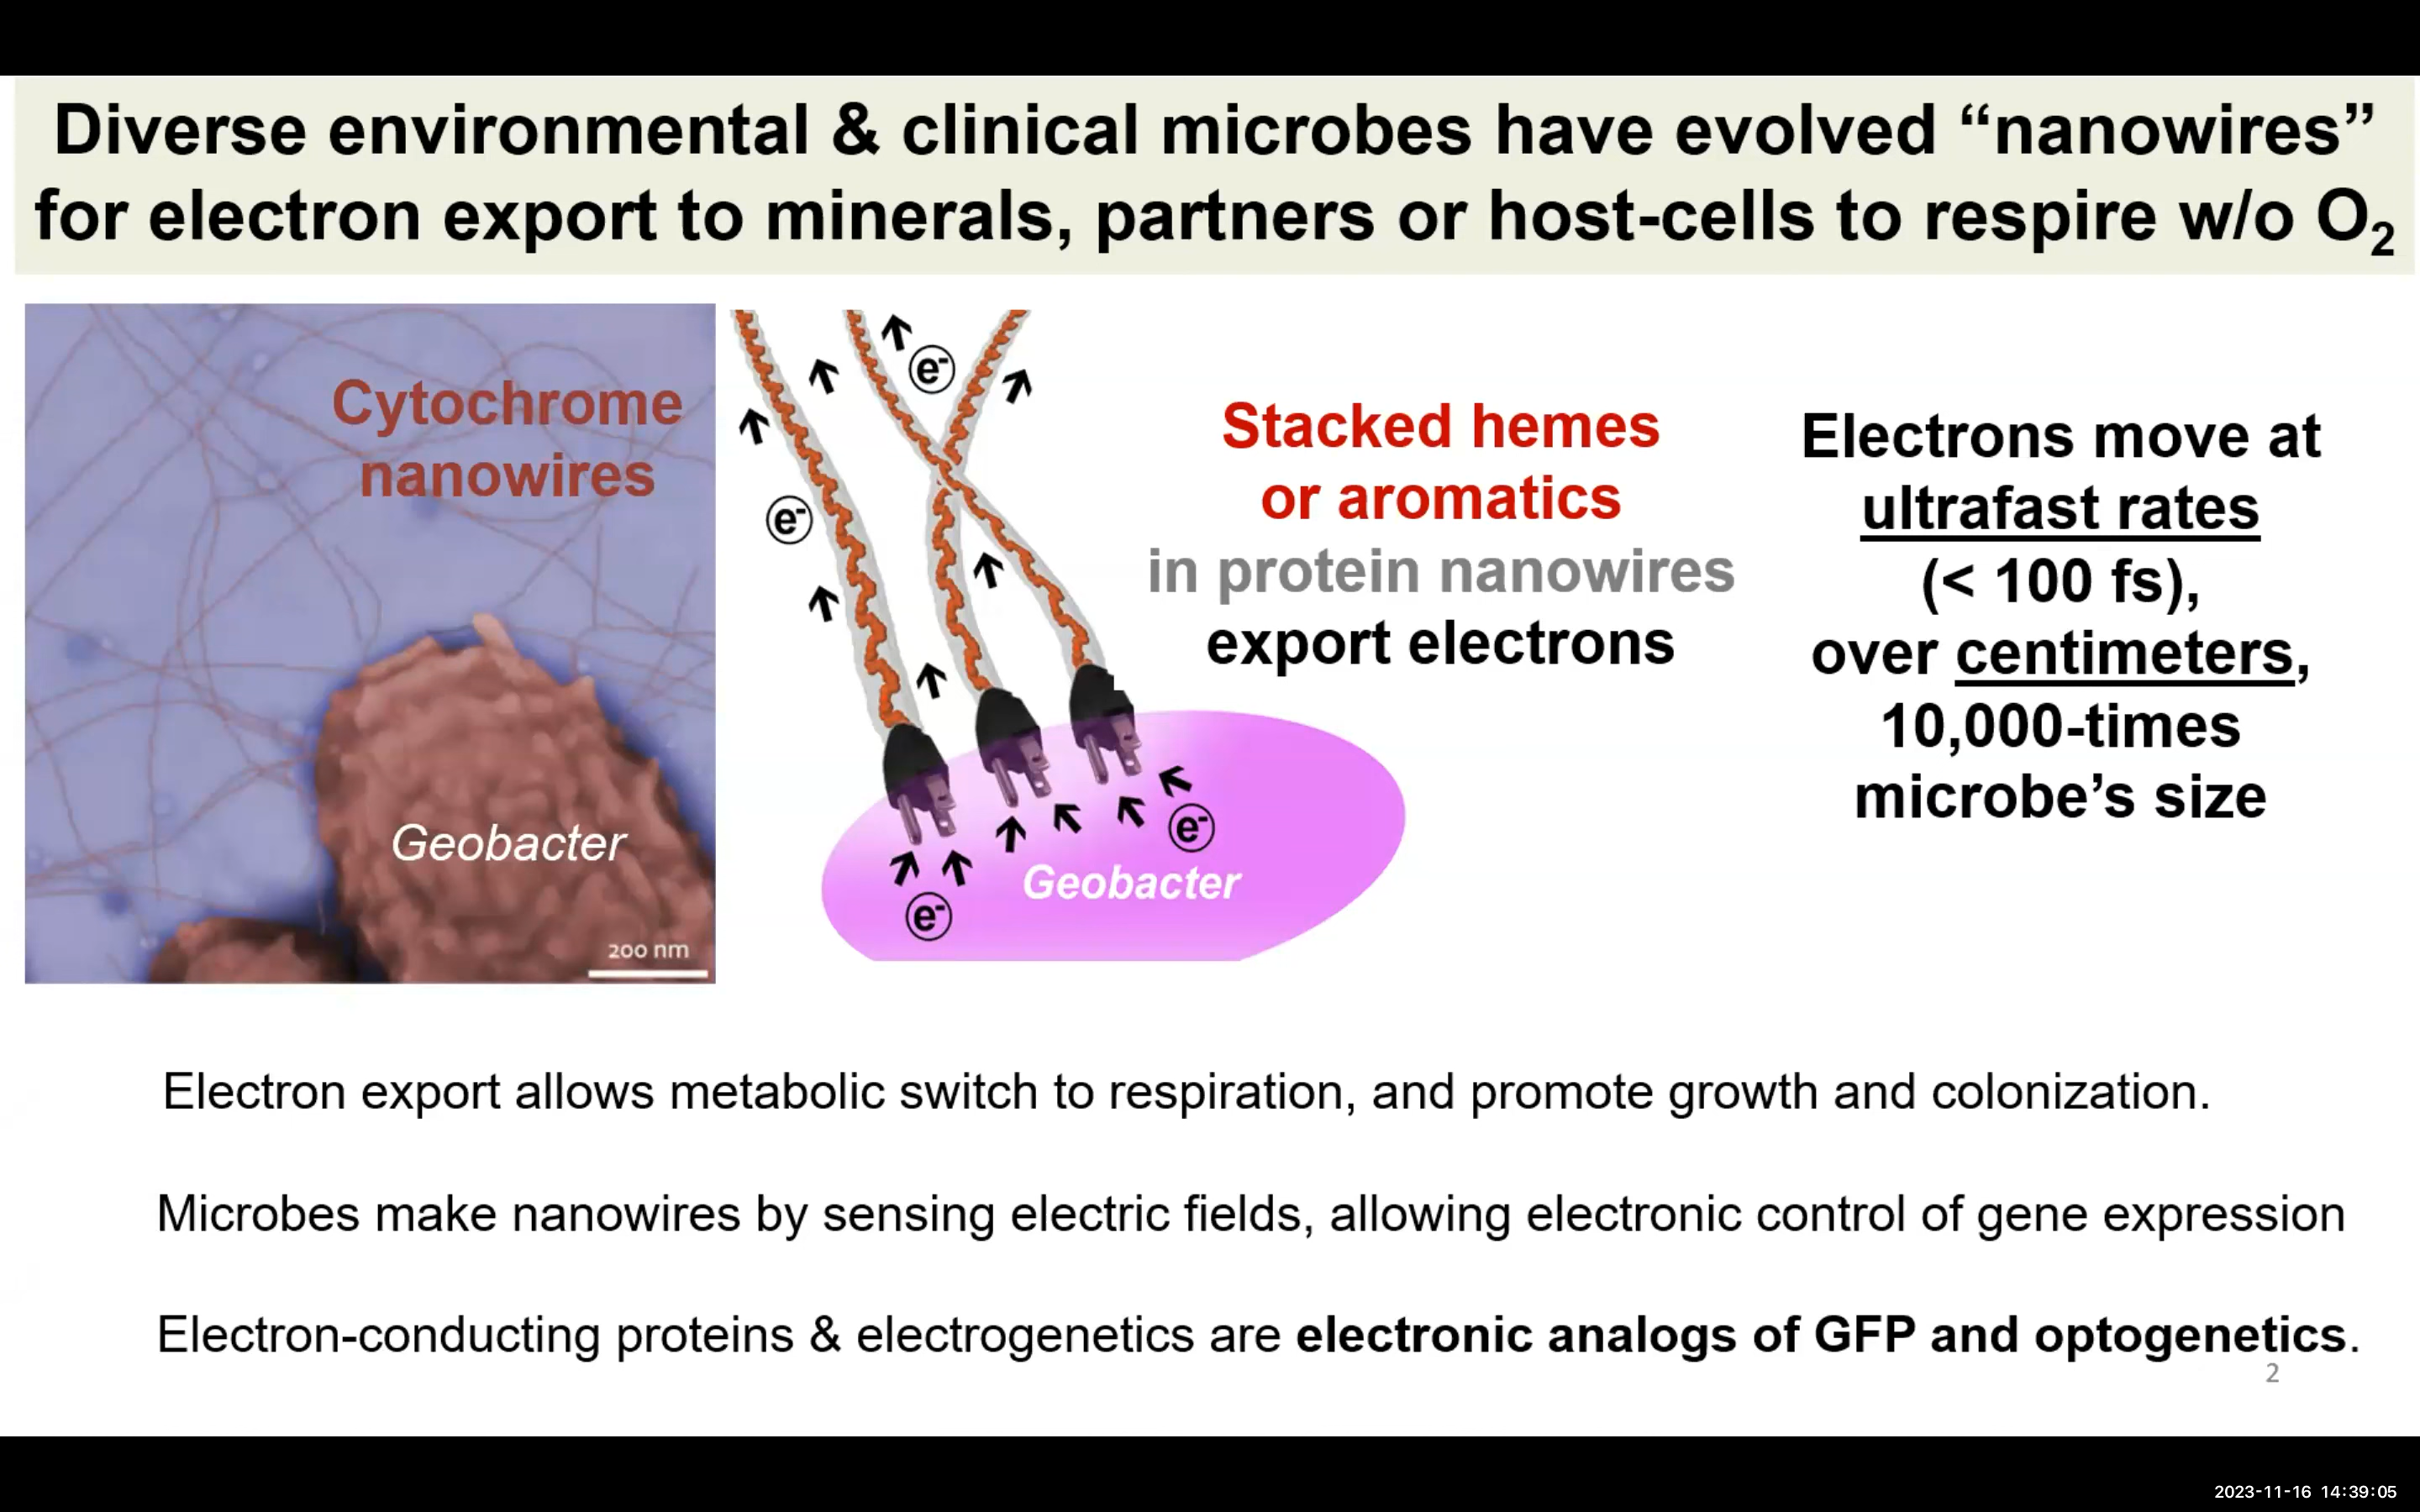 Diverse environmental & clinical microbes have evolved “nanowires”
for electron export to minerals, partners or host-cells to respire w/o O₂
Cytochrome
nanowires
Geobacter
200 nm
e⁻
e⁻
e⁻
e⁻
Geobacter
Stacked hemes
or aromatics
in protein nanowires
export electrons
Electrons move at
ultrafast rates
(< 100 fs),
over centimeters,
10,000-times
microbe’s size
Electron export allows metabolic switch to respiration, and promote growth and colonization.
Microbes make nanowires by sensing electric fields, allowing electronic control of gene expression
Electron-conducting proteins & electrogenetics are electronic analogs of GFP and optogenetics.
2
2023-11-16 14:39:05